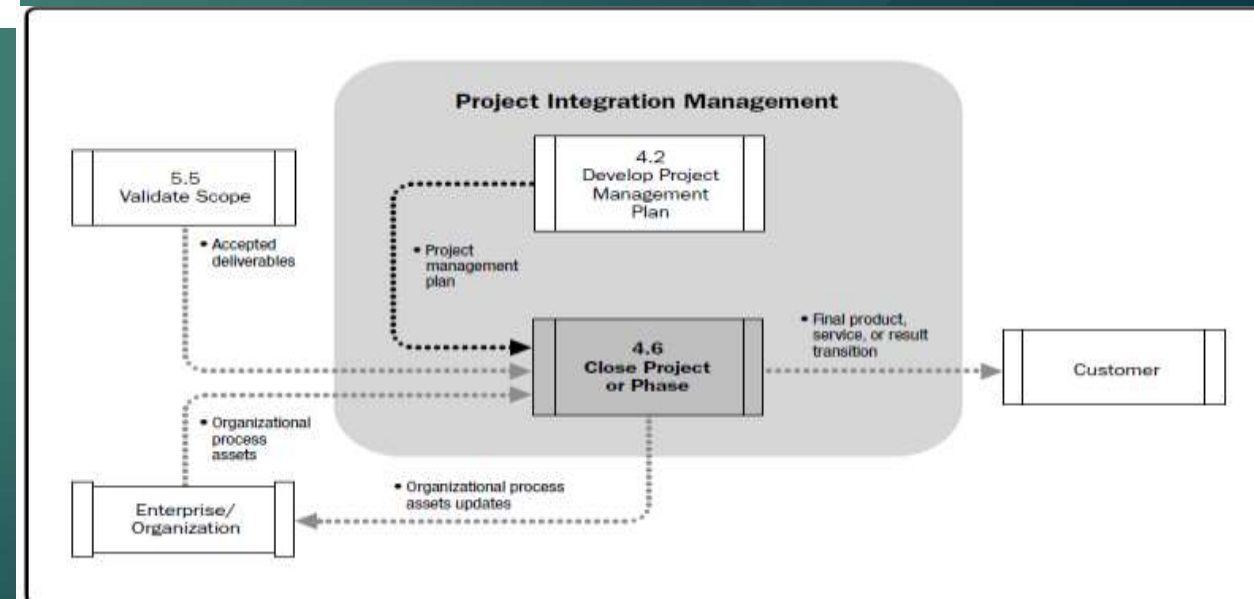 Project Integration Management
5.5
Validate Scope
4.2
Develop Project
Management
Plan
• Accepted
deliverables
• Project
management
plan
4.6
Close Project
or Phase
• Final product,
service, or result
transition
Customer
• Organizational
process
assets
• Organizational process
assets updates
Enterprise/
Organization